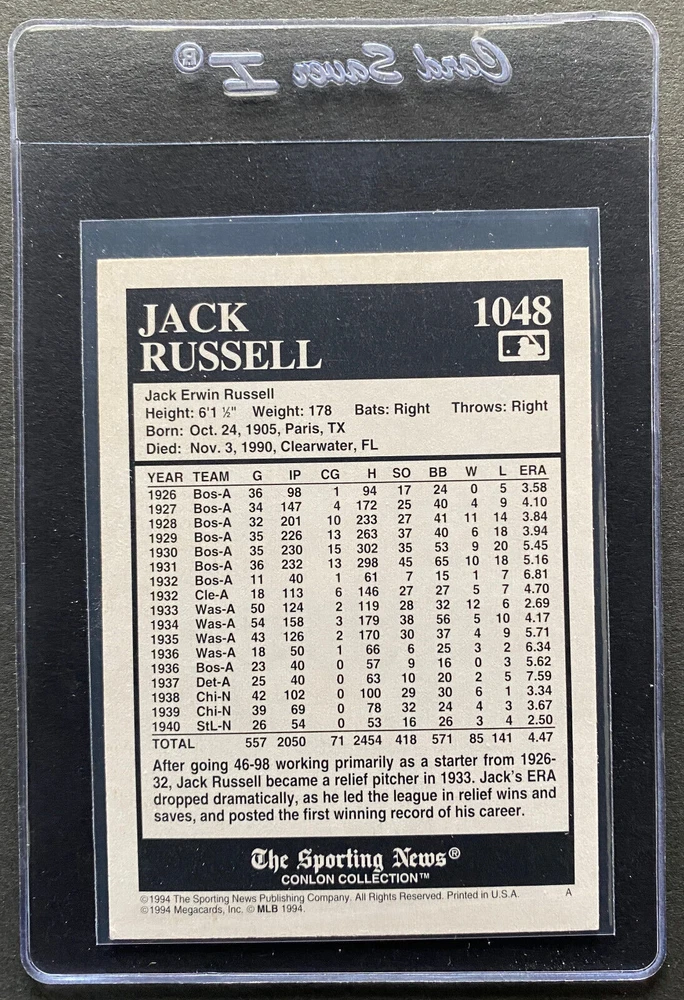 Card Saver I®
JACK
RUSSELL
1048
Jack Erwin Russell
Height: 6'1 ½" Weight: 178 Bats: Right Throws: Right
Born: Oct. 24, 1905, Paris, TX
Died: Nov. 3, 1990, Clearwater, FL
YEAR TEAM G IP CG H SO BB W L ERA
1926 Bos-A 36 98 1 94 17 24 0 5 3.58
1927 Bos-A 34 147 4 172 25 40 4 9 4.10
1928 Bos-A 32 201 10 233 27 41 11 14 3.84
1929 Bos-A 35 226 13 263 37 40 6 18 3.94
1930 Bos-A 35 230 15 302 35 53 9 20 5.45
1931 Bos-A 36 232 13 298 45 65 10 18 5.16
1932 Bos-A 11 40 1 61 7 15 1 7 6.81
1932 Cle-A 18 113 6 146 27 27 5 7 4.70
1933 Was-A 50 124 2 119 28 32 12 6 2.69
1934 Was-A 54 158 3 179 38 56 5 10 4.17
1935 Was-A 43 126 2 170 30 37 4 9 5.71
1936 Was-A 18 50 1 66 6 25 3 2 6.34
1936 Bos-A 23 40 0 57 9 16 0 3 5.62
1937 Det-A 25 40 0 63 10 20 2 5 7.59
1938 Chi-N 42 102 0 100 29 30 6 1 3.34
1939 Chi-N 39 69 0 78 32 24 4 3 3.67
1940 StL-N 26 54 0 53 16 26 3 4 2.50
TOTAL 557 2050 71 2454 418 571 85 141 4.47
After going 46-98 working primarily as a starter from 1926-
32, Jack Russell became a relief pitcher in 1933. Jack's ERA
dropped dramatically, as he led the league in relief wins and
saves, and posted the first winning record of his career.
The Sporting News®
CONLON COLLECTION™
©1994 The Sporting News Publishing Company. All Rights Reserved. Printed in U.S.A. A
©1994 Megacards, Inc. © MLB 1994.